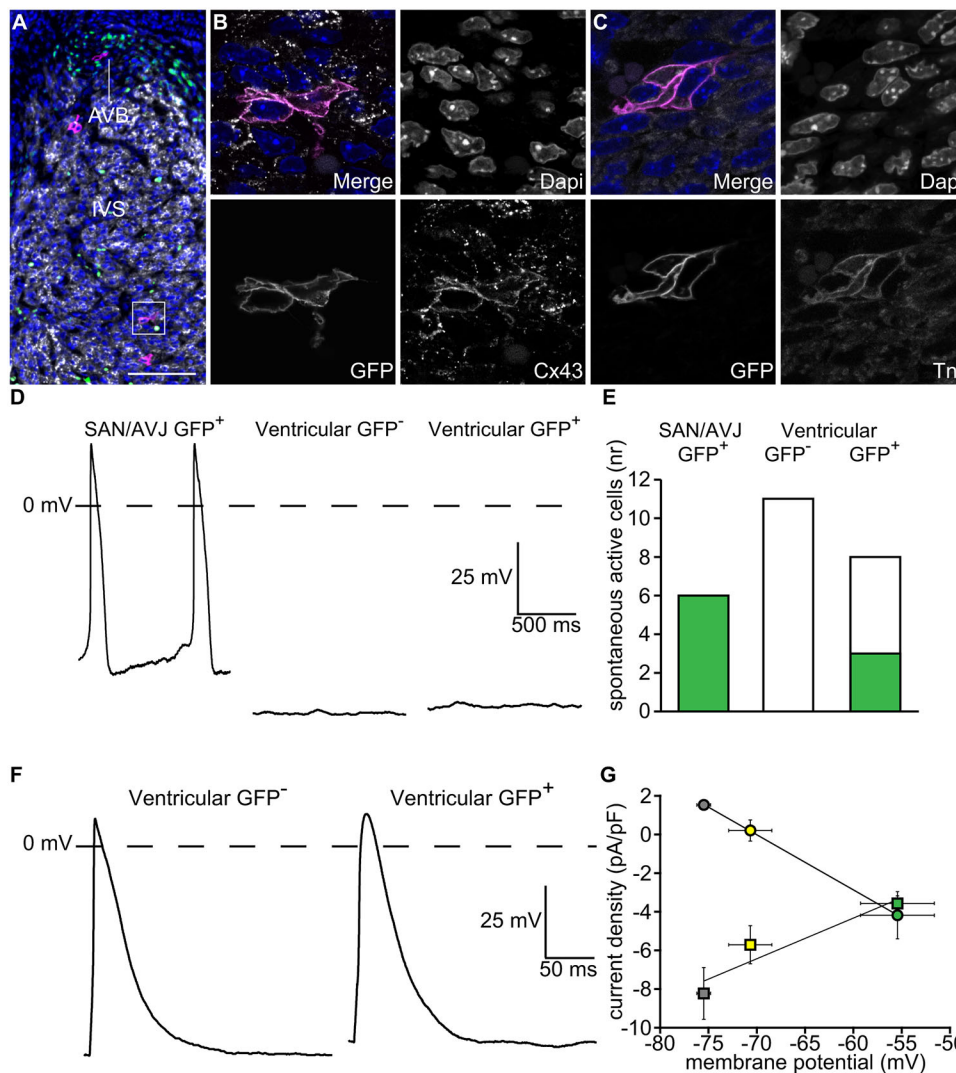 A
B
C
AVB
IVS
Merge
Dapi
Merge
Dap
GFP
Cx43
GFP
Tn
D
SAN/AVJ GFP+
Ventricular GFP-
Ventricular GFP+
0 mV
25 mV
500 ms
E
SAN/AVJ GFP+
Ventricular
GFP-
GFP+
spontaneous active cells (nr)
12
10
8
6
4
2
0
F
Ventricular GFP-
Ventricular GFP+
0 mV
25 mV
50 ms
G
current density (pA/pF)
2
0
-2
-4
-6
-8
-10
-80 -75 -70 -65 -60 -55 -50
membrane potential (mV)